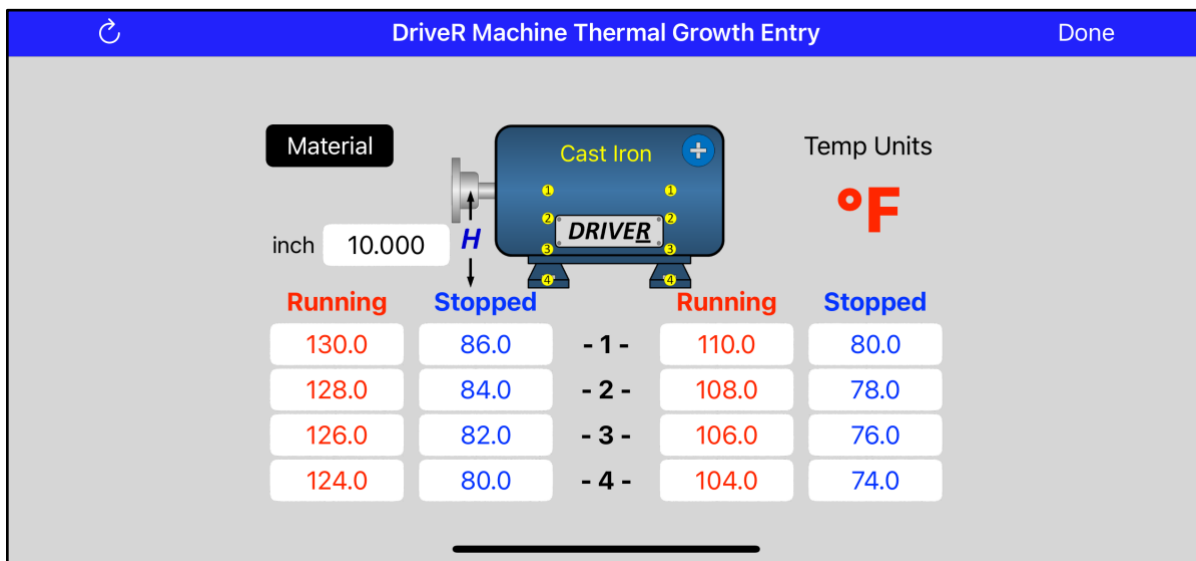 DriveR Machine Thermal Growth Entry Done
Material
Cast Iron
Temp Units
°F
1 1
2 2
DRIVER
3 3
4 4
inch 10.000 H
Running Stopped Running Stopped
130.0 86.0 - 1 - 110.0 80.0
128.0 84.0 - 2 - 108.0 78.0
126.0 82.0 - 3 - 106.0 76.0
124.0 80.0 - 4 - 104.0 74.0